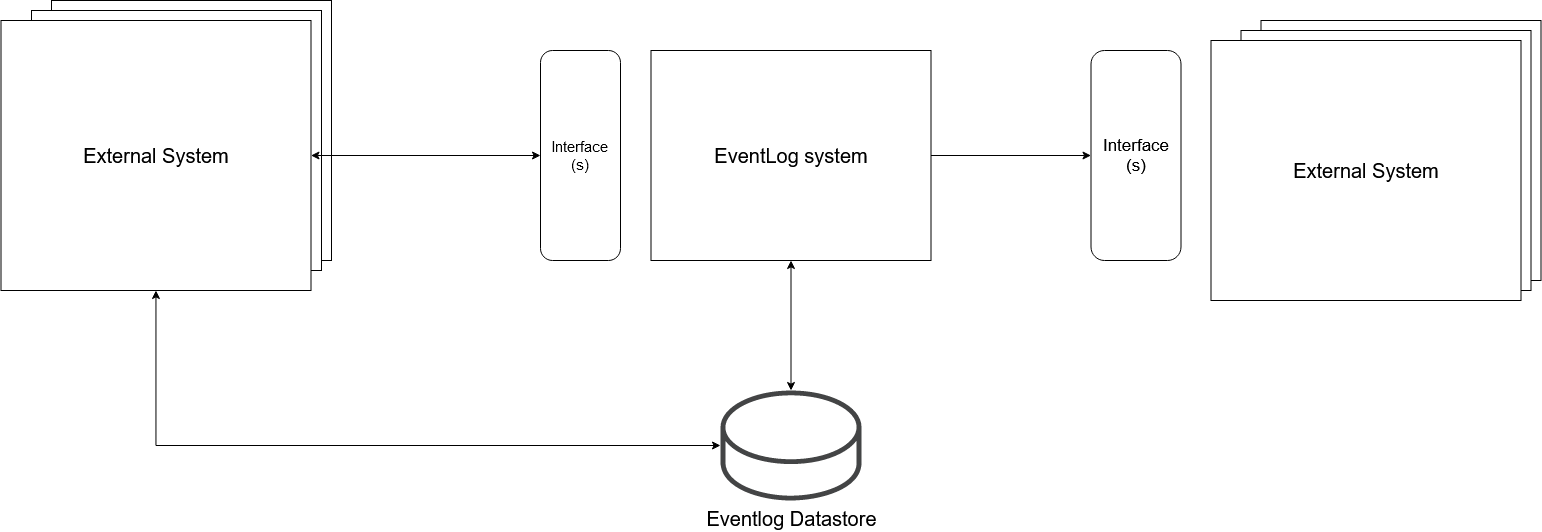 External System
Interface
(s)
EventLog system
Interface
(s)
External System
Eventlog Datastore